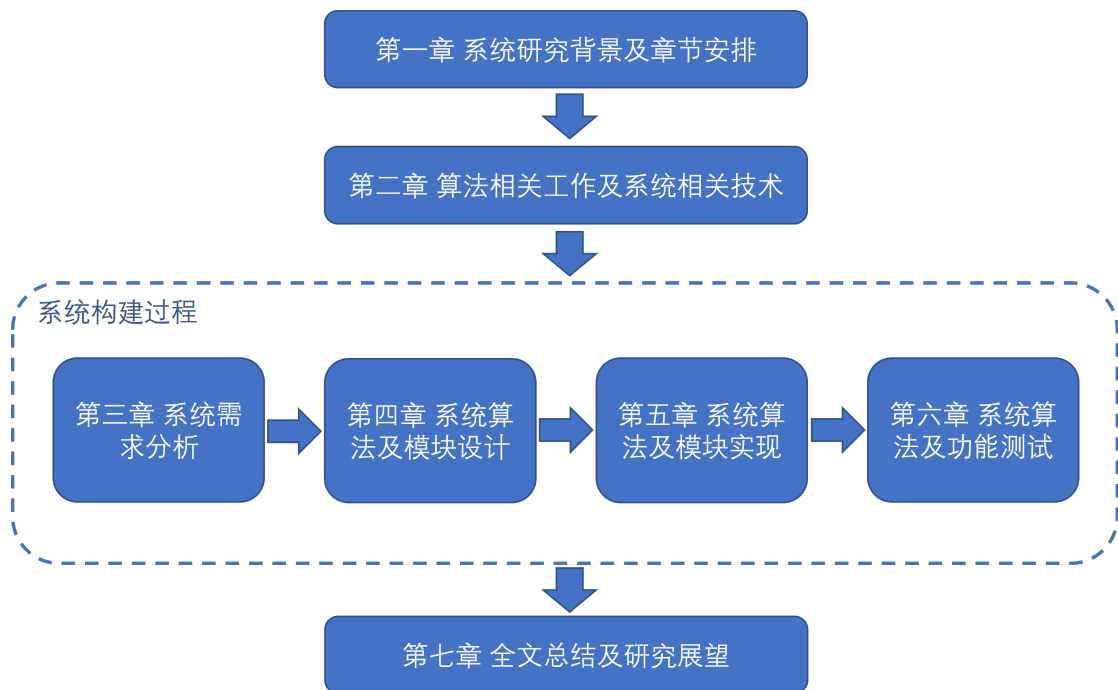 第一章 系统研究背景及章节安排
第二章 算法相关工作及系统相关技术
系统构建过程
第三章 系统需
求分析
第四章 系统算
法及模块设计
第五章 系统算
法及模块实现
第六章 系统算
法及功能测试
第七章 全文总结及研究展望